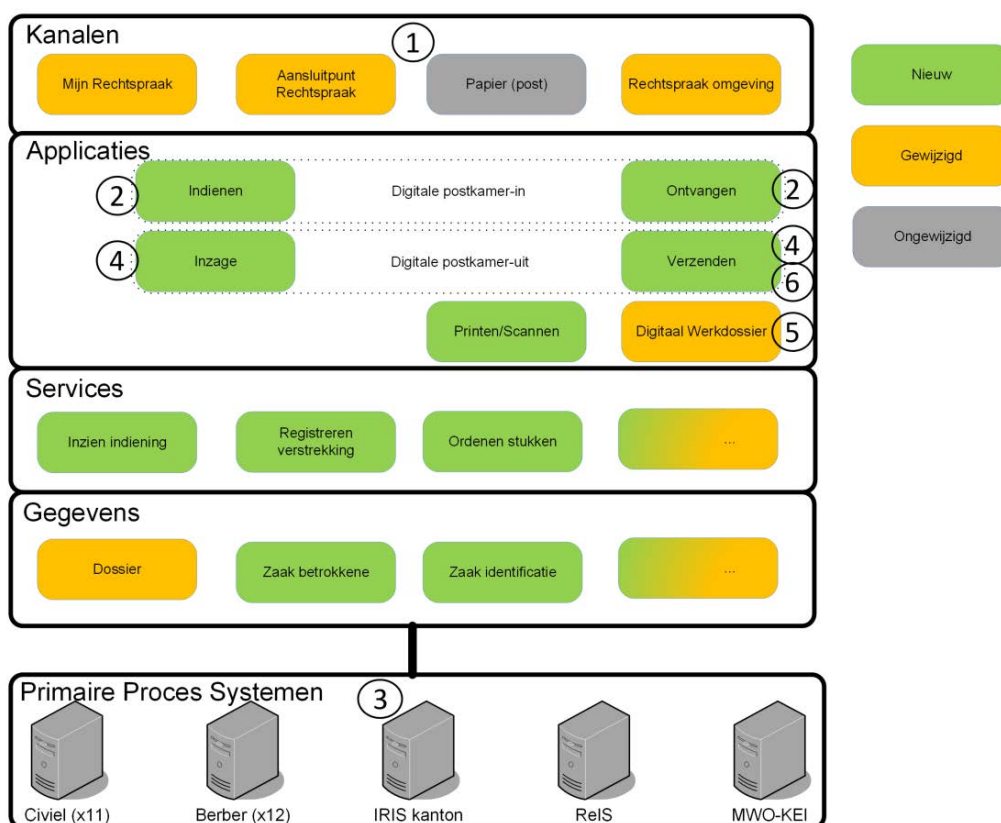 Kanalen
1
Mijn Rechtspraak
Aansluitpunt
Rechtspraak
Papier (post)
Rechtspraak omgeving
Nieuw
Gewijzigd
Ongewijzigd
Applicaties
2
Indienen
Digitale postkamer-in
Ontvangen
2
4
Inzage
Digitale postkamer-uit
Verzenden
4
6
Printen/Scannen
Digitaal Werkdossier
5
Services
Inzien indiening
Registreren
verstrekking
Ordenen stukken
...
Gegevens
Dossier
Zaak betrokkene
Zaak identificatie
...
Primaire Proces Systemen
3
Civiel (x11)
Berber (x12)
IRIS kanton
ReIS
MWO-KEI